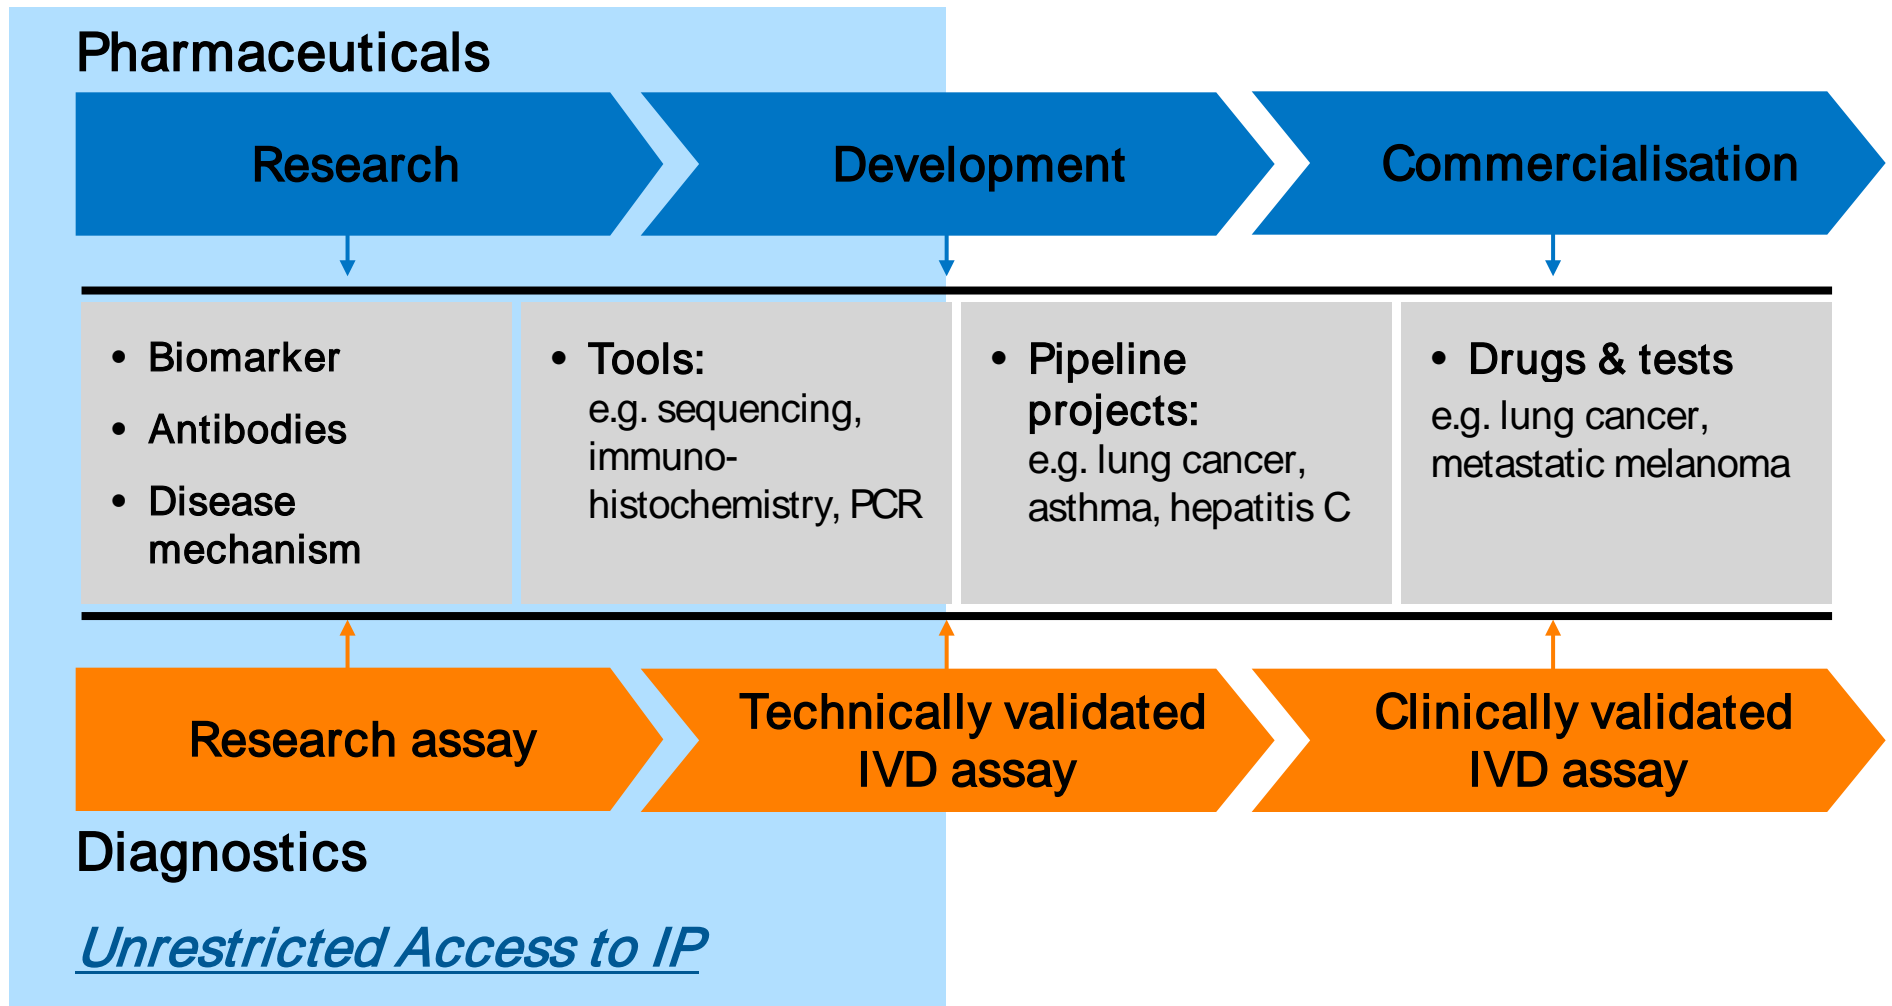 Pharmaceuticals
Research
Development
Commercialisation
• Biomarker
• Antibodies
• Disease
mechanism
• Tools:
e.g. sequencing,
immuno-
histochemistry, PCR
• Pipeline
projects:
e.g. lung cancer,
asthma, hepatitis C
• Drugs & tests
e.g. lung cancer,
metastatic melanoma
Research assay
Technically validated
IVD assay
Clinically validated
IVD assay
Diagnostics
Unrestricted Access to IP